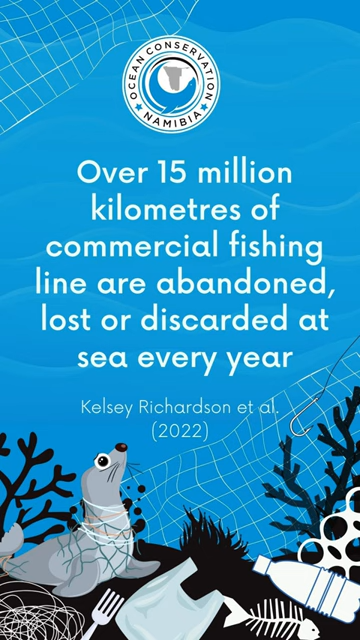 OCEAN CONSERVATION
NAMIBIA
Over 15 million
kilometres of
commercial fishing
line are abandoned,
lost or discarded at
sea every year
Kelsey Richardson et al.
(2022)